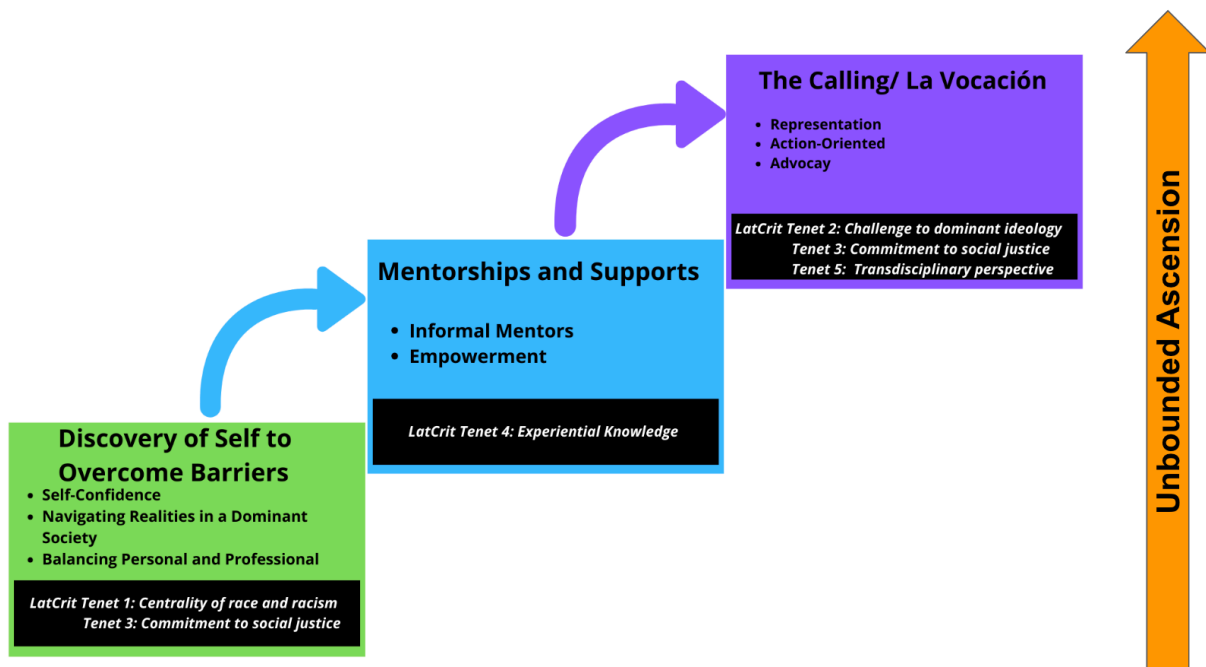 The Calling/ La Vocación
• Representation
• Action-Oriented
• Advocay
LatCrit Tenet 2: Challenge to dominant ideology
Tenet 3: Commitment to social justice
Tenet 5: Transdisciplinary perspective
Mentorships and Supports
• Informal Mentors
• Empowerment
LatCrit Tenet 4: Experiential Knowledge
Discovery of Self to
Overcome Barriers
• Self-Confidence
• Navigating Realities in a Dominant
Society
• Balancing Personal and Professional
LatCrit Tenet 1: Centrality of race and racism
Tenet 3: Commitment to social justice
Unbounded Ascension